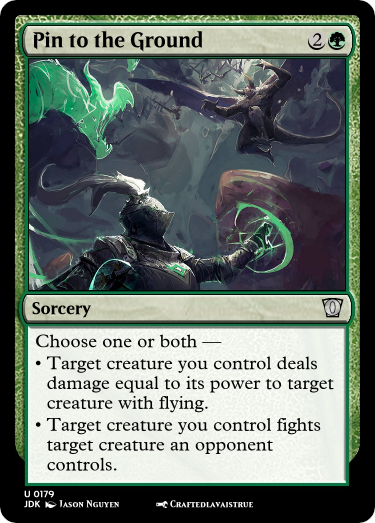 Pin to the Ground 2
Sorcery
Choose one or both —
• Target creature you control deals
damage equal to its power to target
creature with flying.
• Target creature you control fights
target creature an opponent
controls.
U 0179
JDK Jason Nguyen Craftedlavaistrue